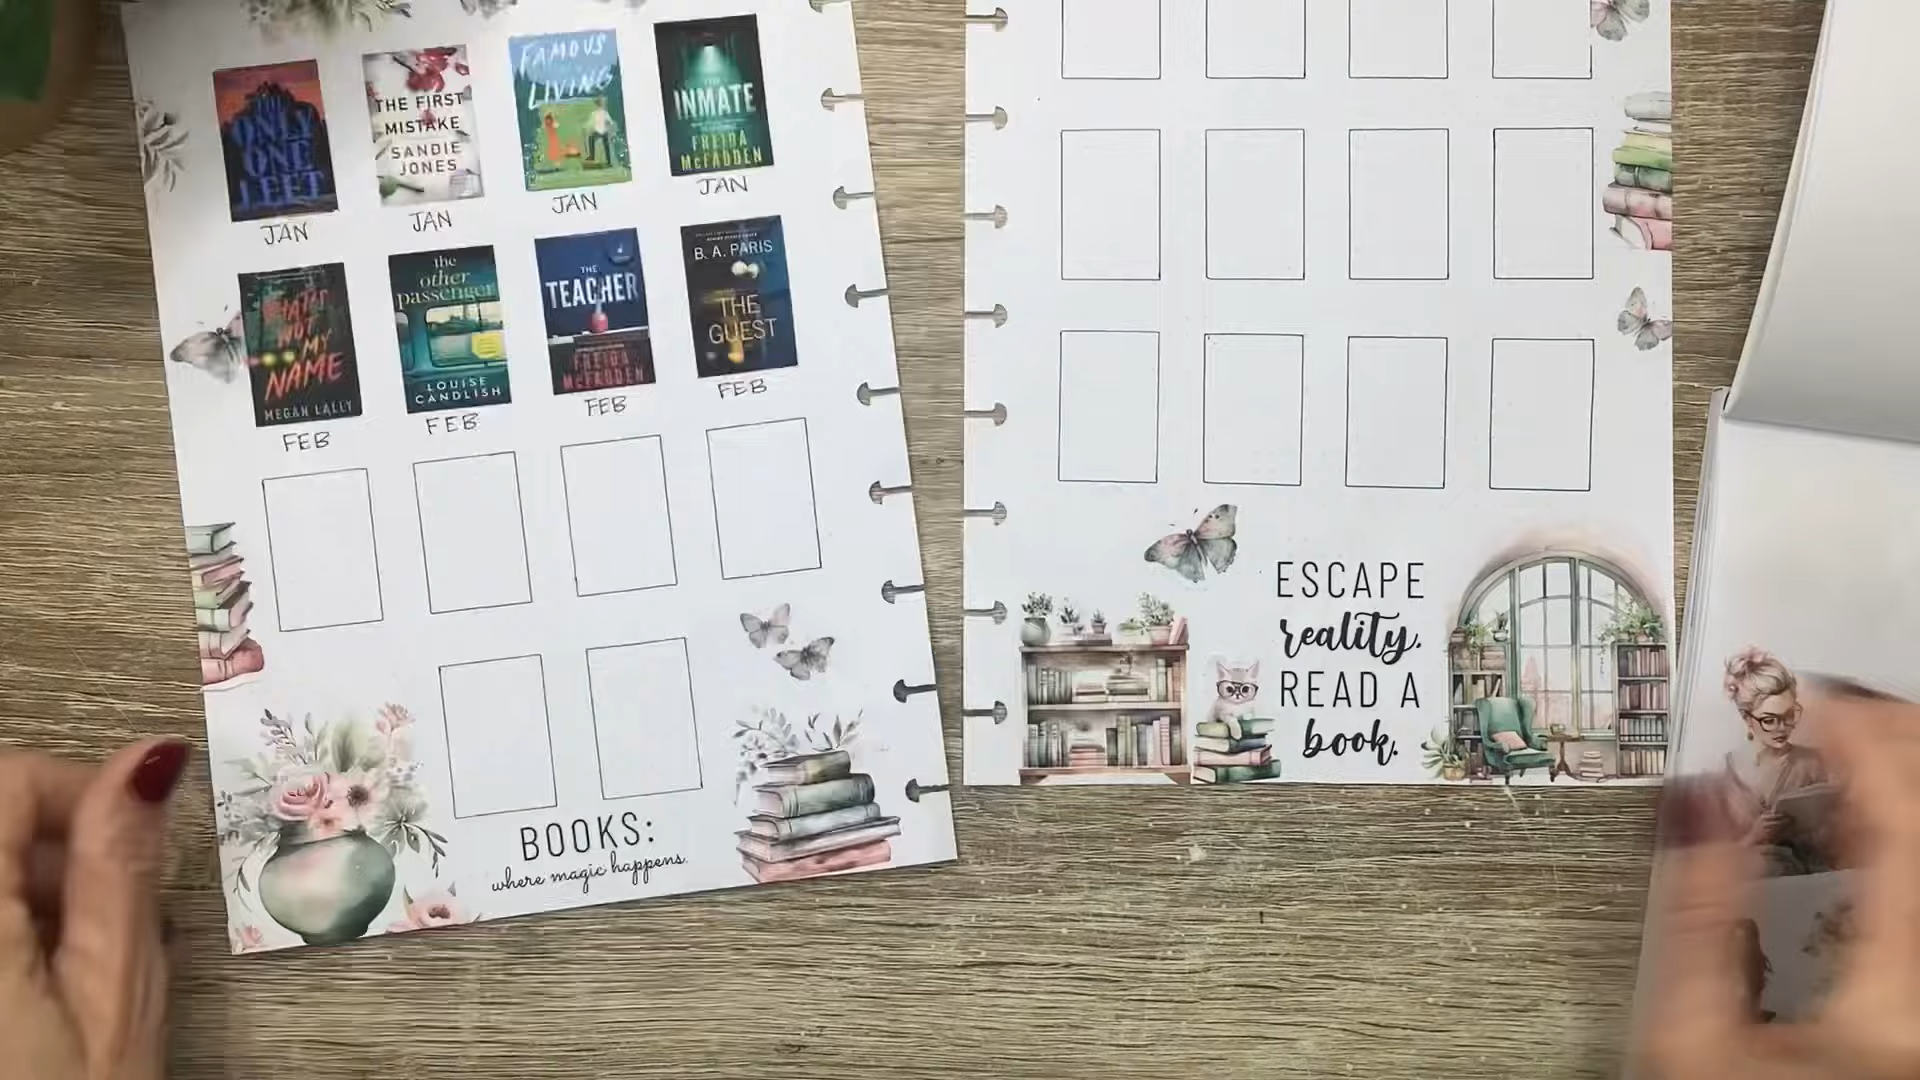 THE
ONLY
ONE
LEFT
JAN
THE FIRST
MISTAKE
SANDIE
JONES
JAN
FAMOUS
LIVING
JAN
THE
INMATE
FREIDA
McFADDEN
JAN
THAT'S
NOT
MY
NAME
MEGAN LALLY
FEB
the
other
passenger
LOUISE
CANDLISH
FEB
THE
TEACHER
FREIDA
McFADDEN
FEB
B. A. PARIS
THE
GUEST
FEB
BOOKS:
where magic happens.
ESCAPE
reality.
READ A
book.